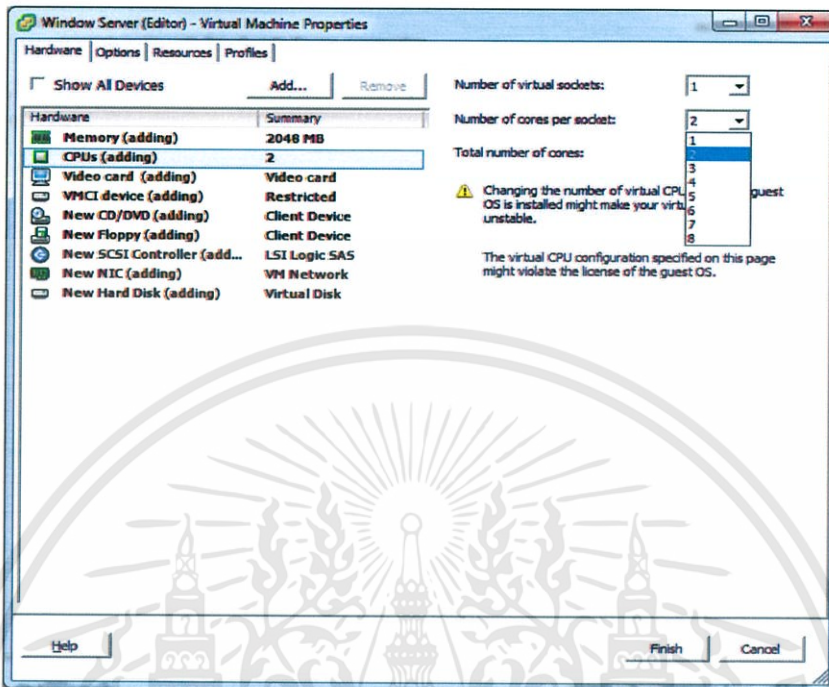 Window Server (Editor) - Virtual Machine Properties
Hardware Options Resources Profiles
Show All Devices Add... Remove
Hardware Summary
Memory (adding) 2048 MB
CPUs (adding) 2
Video card (adding) Video card
VMCI device (adding) Restricted
New CD/DVD (adding) Client Device
New Floppy (adding) Client Device
New SCSI Controller (add... LSI Logic SAS
New NIC (adding) VM Network
New Hard Disk (adding) Virtual Disk
Number of virtual sockets: 1
Number of cores per socket: 2
1
2
3
4
5
6
7
8
Total number of cores:
Changing the number of virtual CPU guest
OS is installed might make your virtu
unstable.
The virtual CPU configuration specified on this page
might violate the license of the guest OS.
Help Finish Cancel